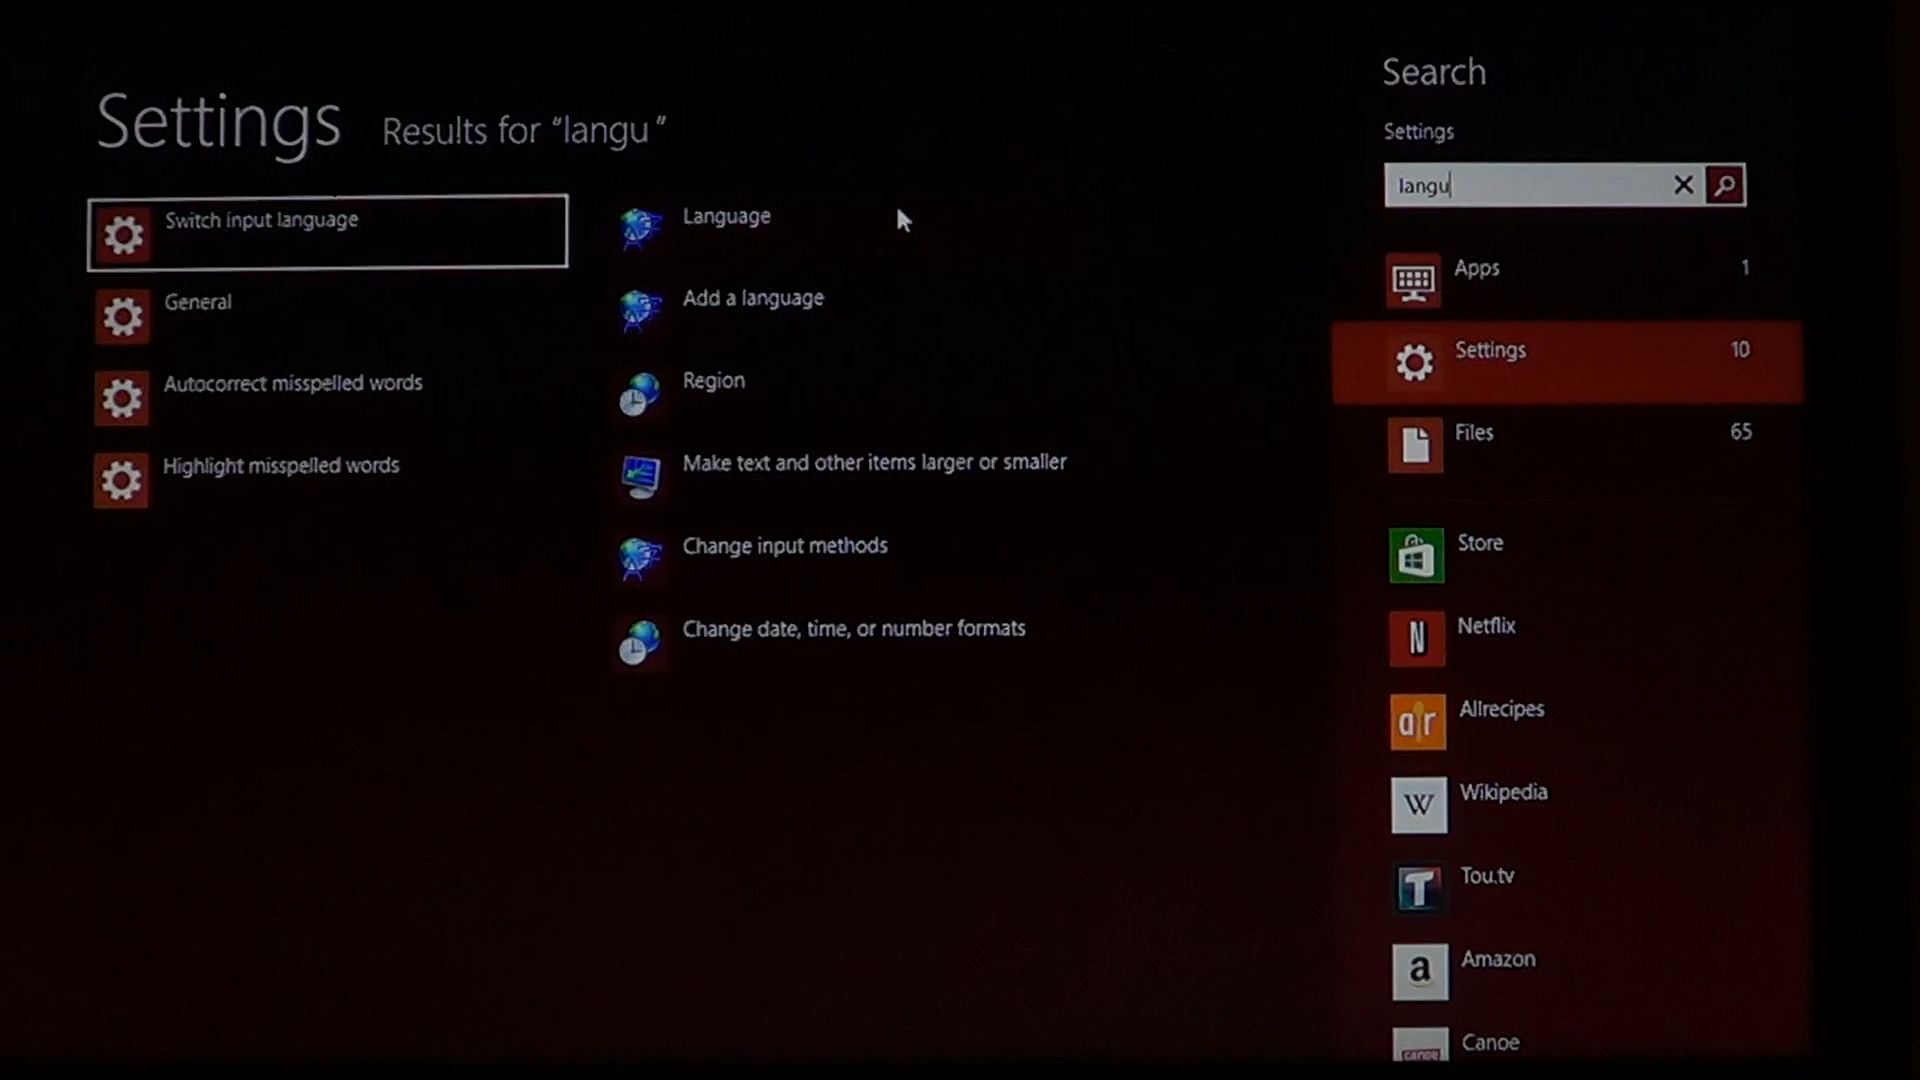 Settings Results for “langu ”
Switch input language
General
Autocorrect misspelled words
Highlight misspelled words
Language
Add a language
Region
Make text and other items larger or smaller
Change input methods
Change date, time, or number formats
Search
Settings
langu
Apps 1
Settings 10
Files 65
Store
N Netflix
a r Allrecipes
W Wikipedia
T Tou.tv
a Amazon
canoe Canoe